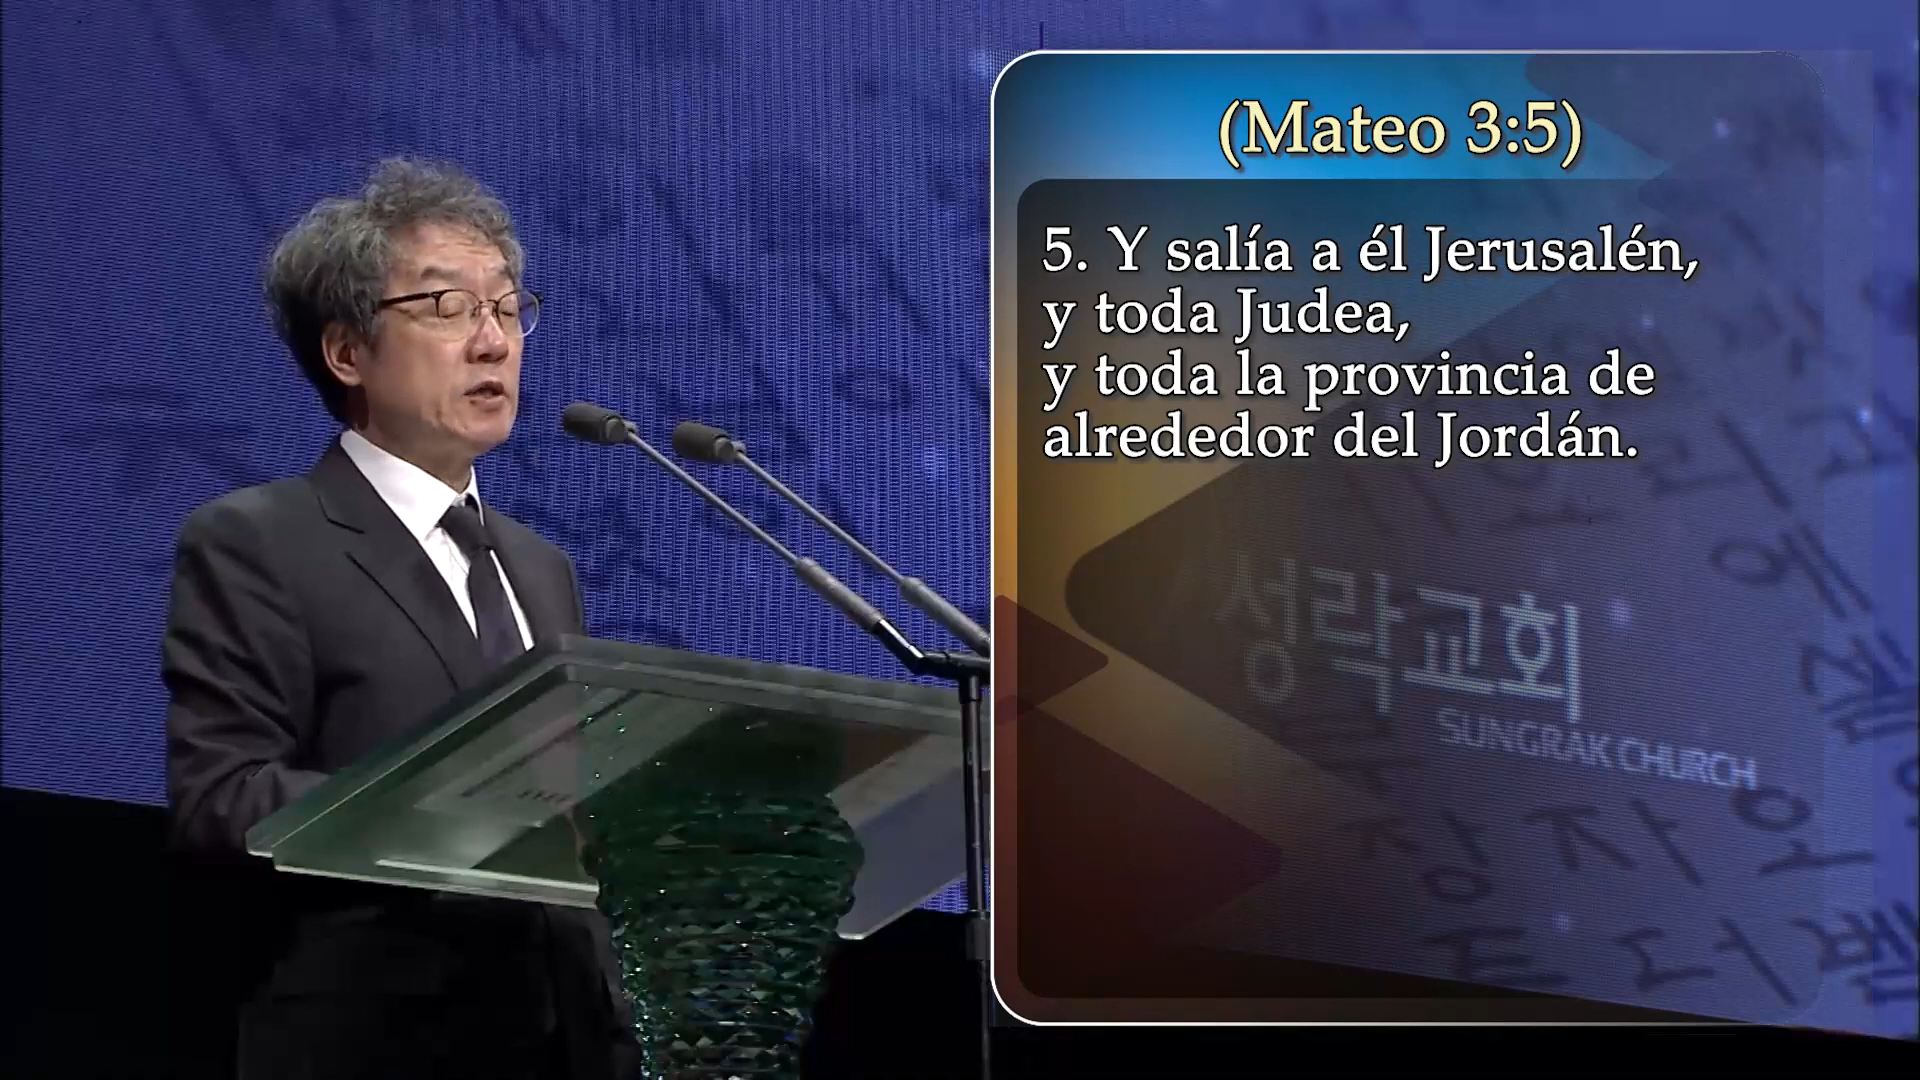 (Mateo 3:5)
5. Y salía a él Jerusalén,
y toda Judea,
y toda la provincia de
alrededor del Jordán.
성락교회
SUNGRAK CHURCH